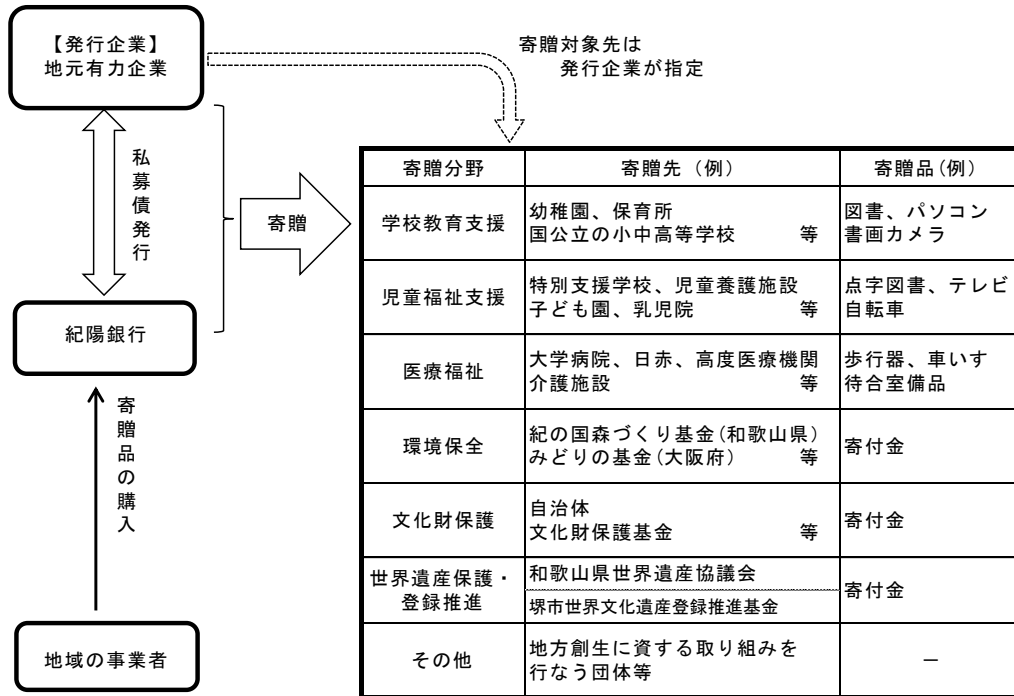 【発行企業】
地元有力企業
寄贈対象先は
発行企業が指定
私募債発行
寄贈
紀陽銀行
寄贈品の購入
地域の事業者
寄贈分野 寄贈先（例） 寄贈品(例)
学校教育支援
幼稚園、保育所
国公立の小中高等学校 等
図書、パソコン
書画カメラ
児童福祉支援
特別支援学校、児童養護施設
子ども園、乳児院 等
点字図書、テレビ
自転車
医療福祉
大学病院、日赤、高度医療機関
介護施設 等
歩行器、車いす
待合室備品
環境保全
紀の国森づくり基金(和歌山県)
みどりの基金(大阪府) 等
寄付金
文化財保護
自治体
文化財保護基金 等
寄付金
世界遺産保護・
登録推進
和歌山県世界遺産協議会
堺市世界文化遺産登録推進基金
寄付金
その他
地方創生に資する取り組みを
行なう団体等
－